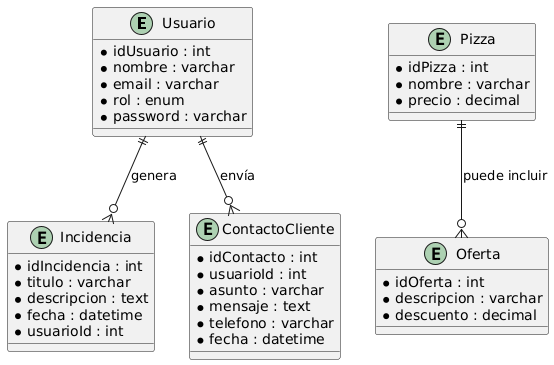 E Usuario
idUsuario : int
nombre : varchar
email : varchar
rol : enum
password : varchar
E Pizza
idPizza : int
nombre : varchar
precio : decimal
genera
envía
puede incluir
E Incidencia
idIncidencia : int
titulo : varchar
descripcion : text
fecha : datetime
usuarioId : int
E ContactoCliente
idContacto : int
usuarioId : int
asunto : varchar
mensaje : text
telefono : varchar
fecha : datetime
E Oferta
idOferta : int
descripcion : varchar
descuento : decimal